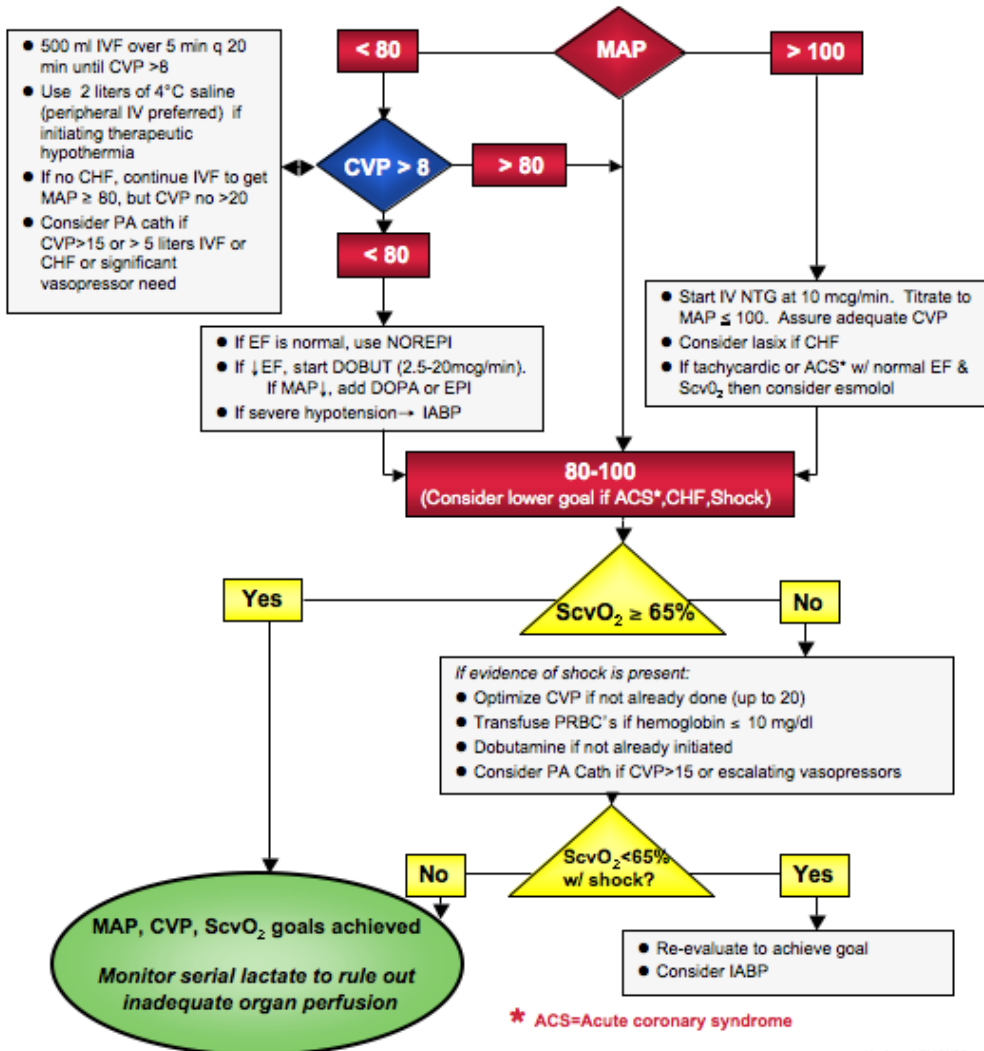 MAP
< 80
> 100
● 500 ml IVF over 5 min q 20
min until CVP >8
● Use 2 liters of 4°C saline
(peripheral IV preferred) if
initiating therapeutic
hypothermia
● If no CHF, continue IVF to get
MAP ≥ 80, but CVP no >20
● Consider PA cath if
CVP>15 or > 5 liters IVF or
CHF or significant
vasopressor need
CVP > 8
> 80
< 80
● If EF is normal, use NOREPI
● If ↓EF, start DOBUT (2.5-20mcg/min).
If MAP↓, add DOPA or EPI
● If severe hypotension→ IABP
● Start IV NTG at 10 mcg/min. Titrate to
MAP ≤ 100. Assure adequate CVP
● Consider lasix if CHF
● If tachycardic or ACS* w/ normal EF &
Scv0₂ then consider esmolol
80-100
(Consider lower goal if ACS*,CHF,Shock)
Yes
ScvO₂ ≥ 65%
No
If evidence of shock is present:
● Optimize CVP if not already done (up to 20)
● Transfuse PRBC's if hemoglobin ≤ 10 mg/dl
● Dobutamine if not already initiated
● Consider PA Cath if CVP>15 or escalating vasopressors
ScvO₂<65%
w/ shock?
No
Yes
MAP, CVP, ScvO₂ goals achieved
Monitor serial lactate to rule out
inadequate organ perfusion
● Re-evaluate to achieve goal
● Consider IABP
* ACS=Acute coronary syndrome